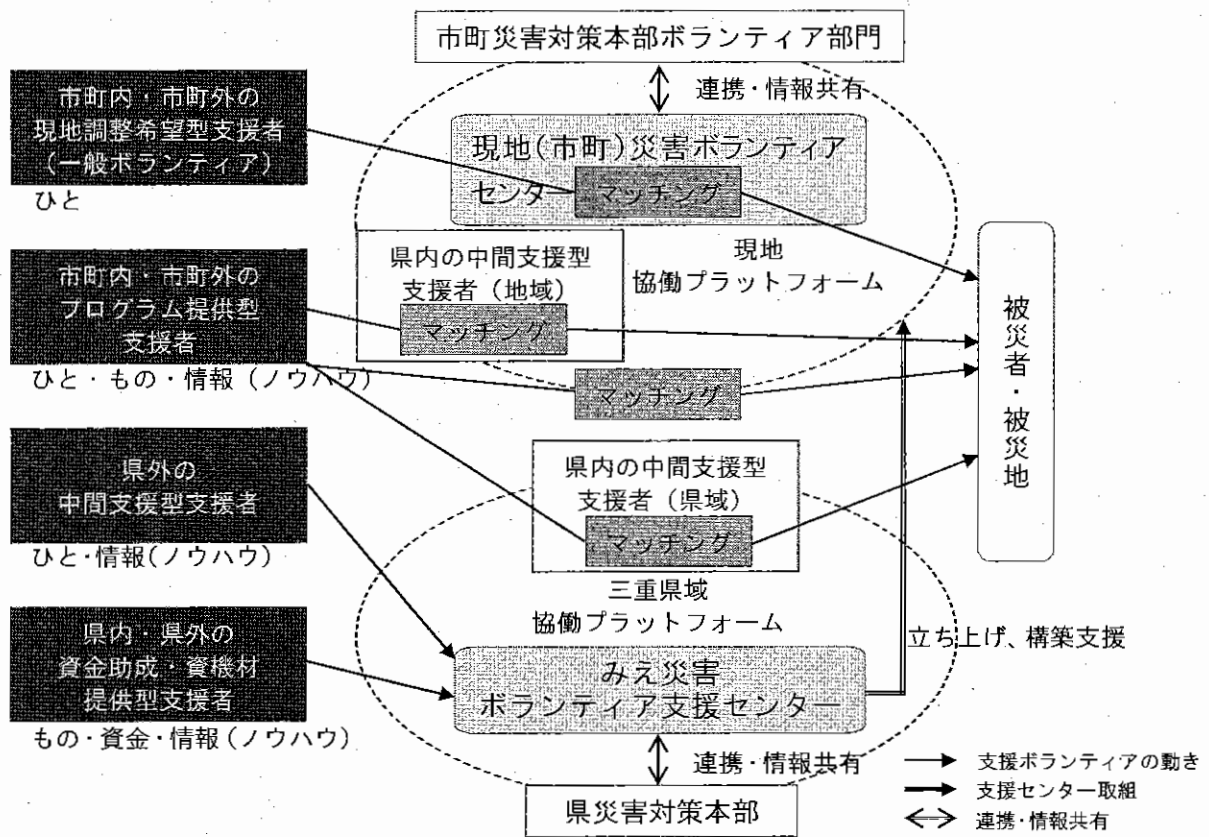 市町災害対策本部ボランティア部門
連携・情報共有
市町内・市町外の
現地調整希望型支援者
(一般ボランティア)
ひと
現地(市町)災害ボランティア
センター
マッチング
現地
協働プラットフォーム
県内の中間支援型
支援者(地域)
マッチング
市町内・市町外の
プログラム提供型
支援者
ひと・もの・情報(ノウハウ)
マッチング
被災者・被災地
県内の中間支援型
支援者(県域)
マッチング
県外の
中間支援型支援者
ひと・情報(ノウハウ)
三重県域
協働プラットフォーム
立ち上げ、構築支援
県内・県外の
資金助成・資機材
提供型支援者
もの・資金・情報(ノウハウ)
みえ災害
ボランティア支援センター
連携・情報共有
県災害対策本部
支援ボランティアの動き
支援センター取組
連携・情報共有